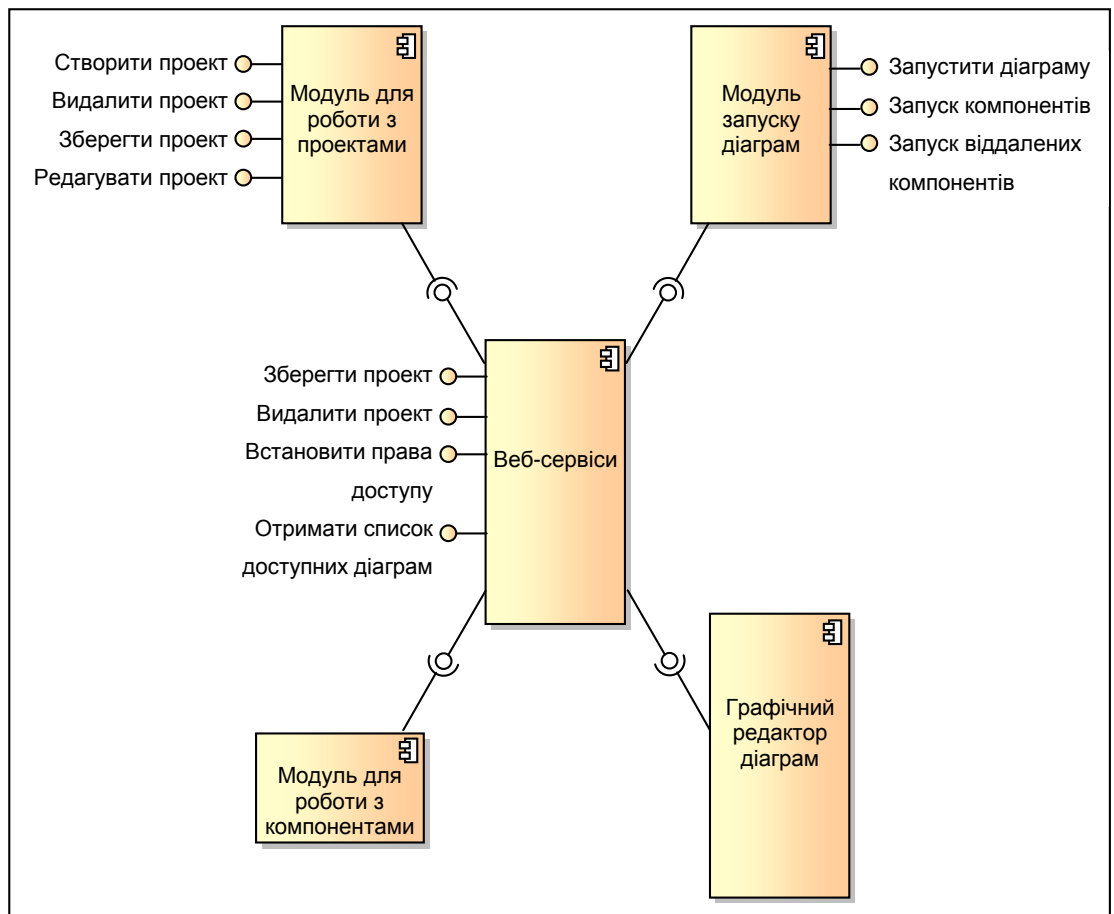 Створити проект
Видалити проект
Зберегти проект
Редагувати проект
Модуль для
роботи з
проектами
Модуль
запуску
діаграм
Запустити діаграму
Запуск компонентів
Запуск віддалених
компонентів
Зберегти проект
Видалити проект
Встановити права
доступу
Отримати список
доступних діаграм
Веб-сервіси
Модуль для
роботи з
компонентами
Графічний
редактор
діаграм